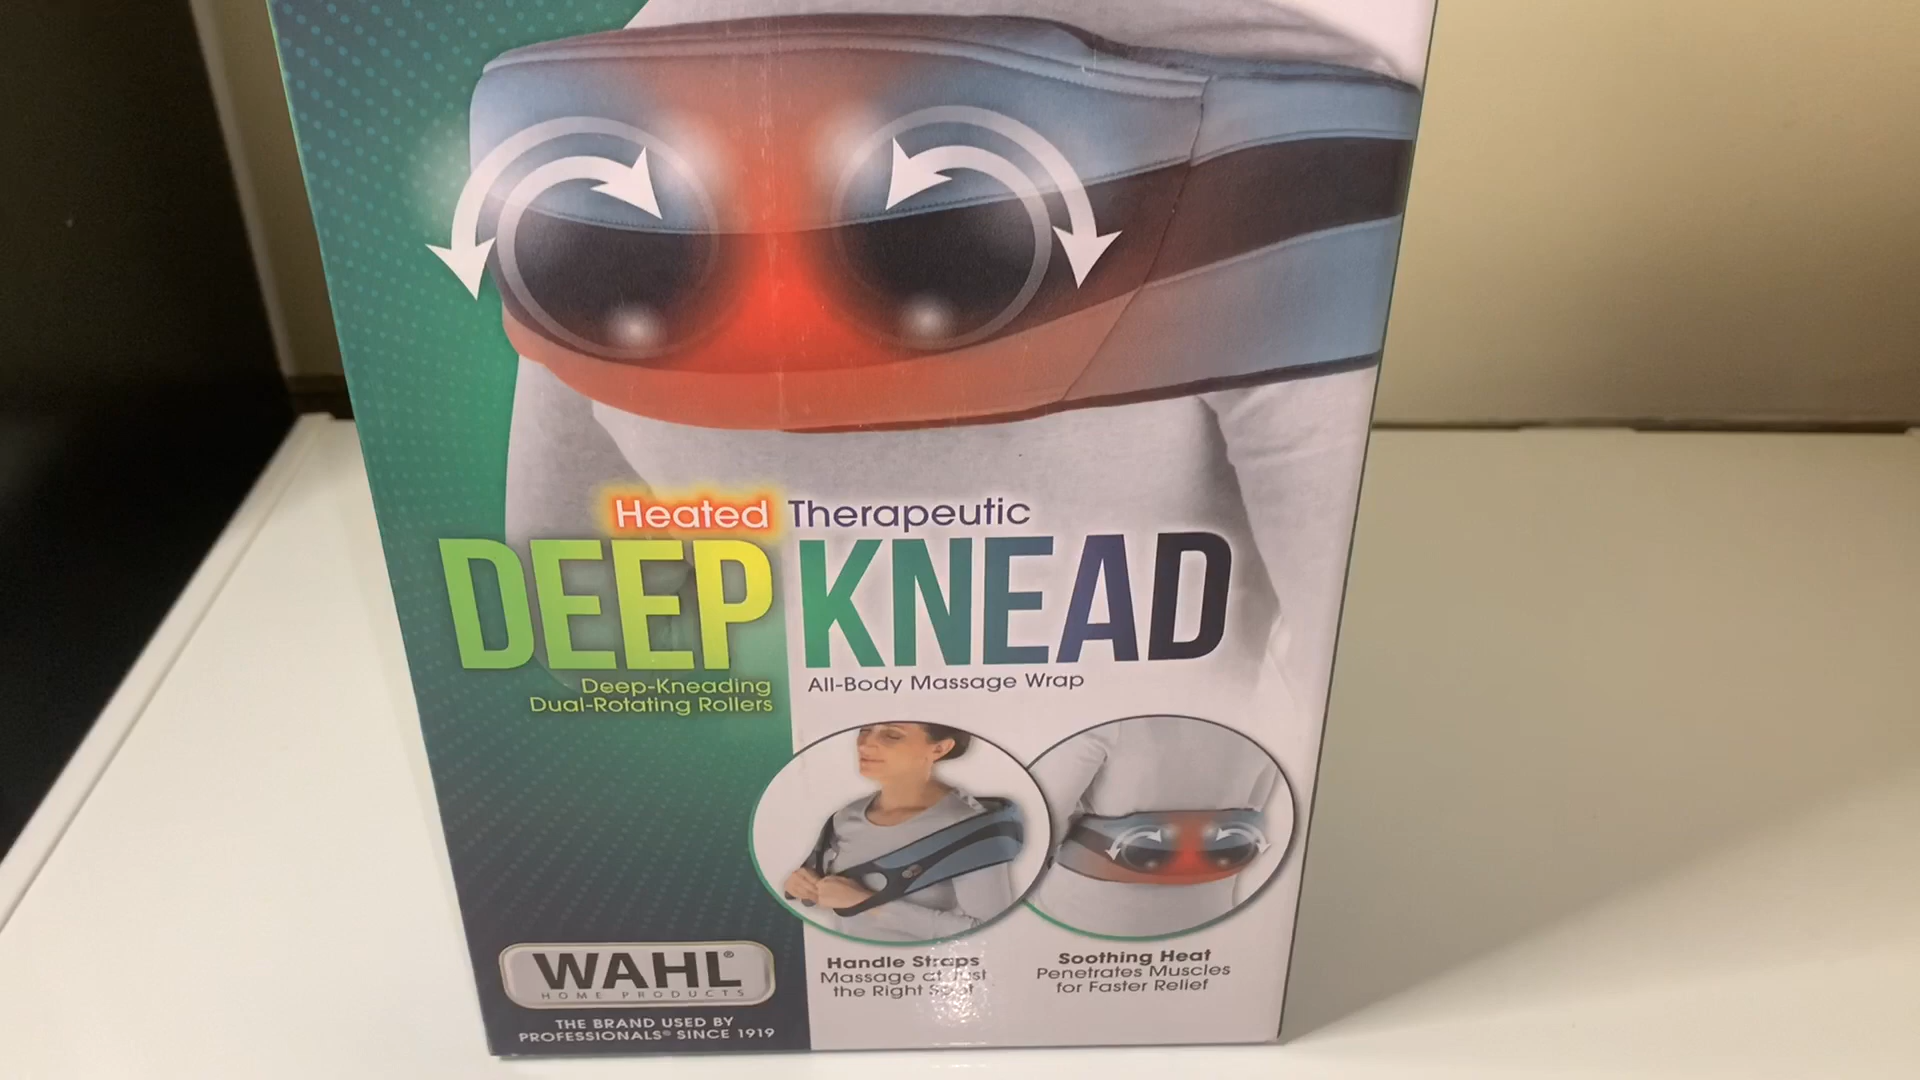 Heated Therapeutic
DEEP KNEAD
Deep-Kneading
Dual-Rotating Rollers
All-Body Massage Wrap
Handle Straps
Massage at Just
the Right Spot
Soothing Heat
Penetrates Muscles
for Faster Relief
WAHL®
HOME PRODUCTS
THE BRAND USED BY
PROFESSIONALS® SINCE 1919